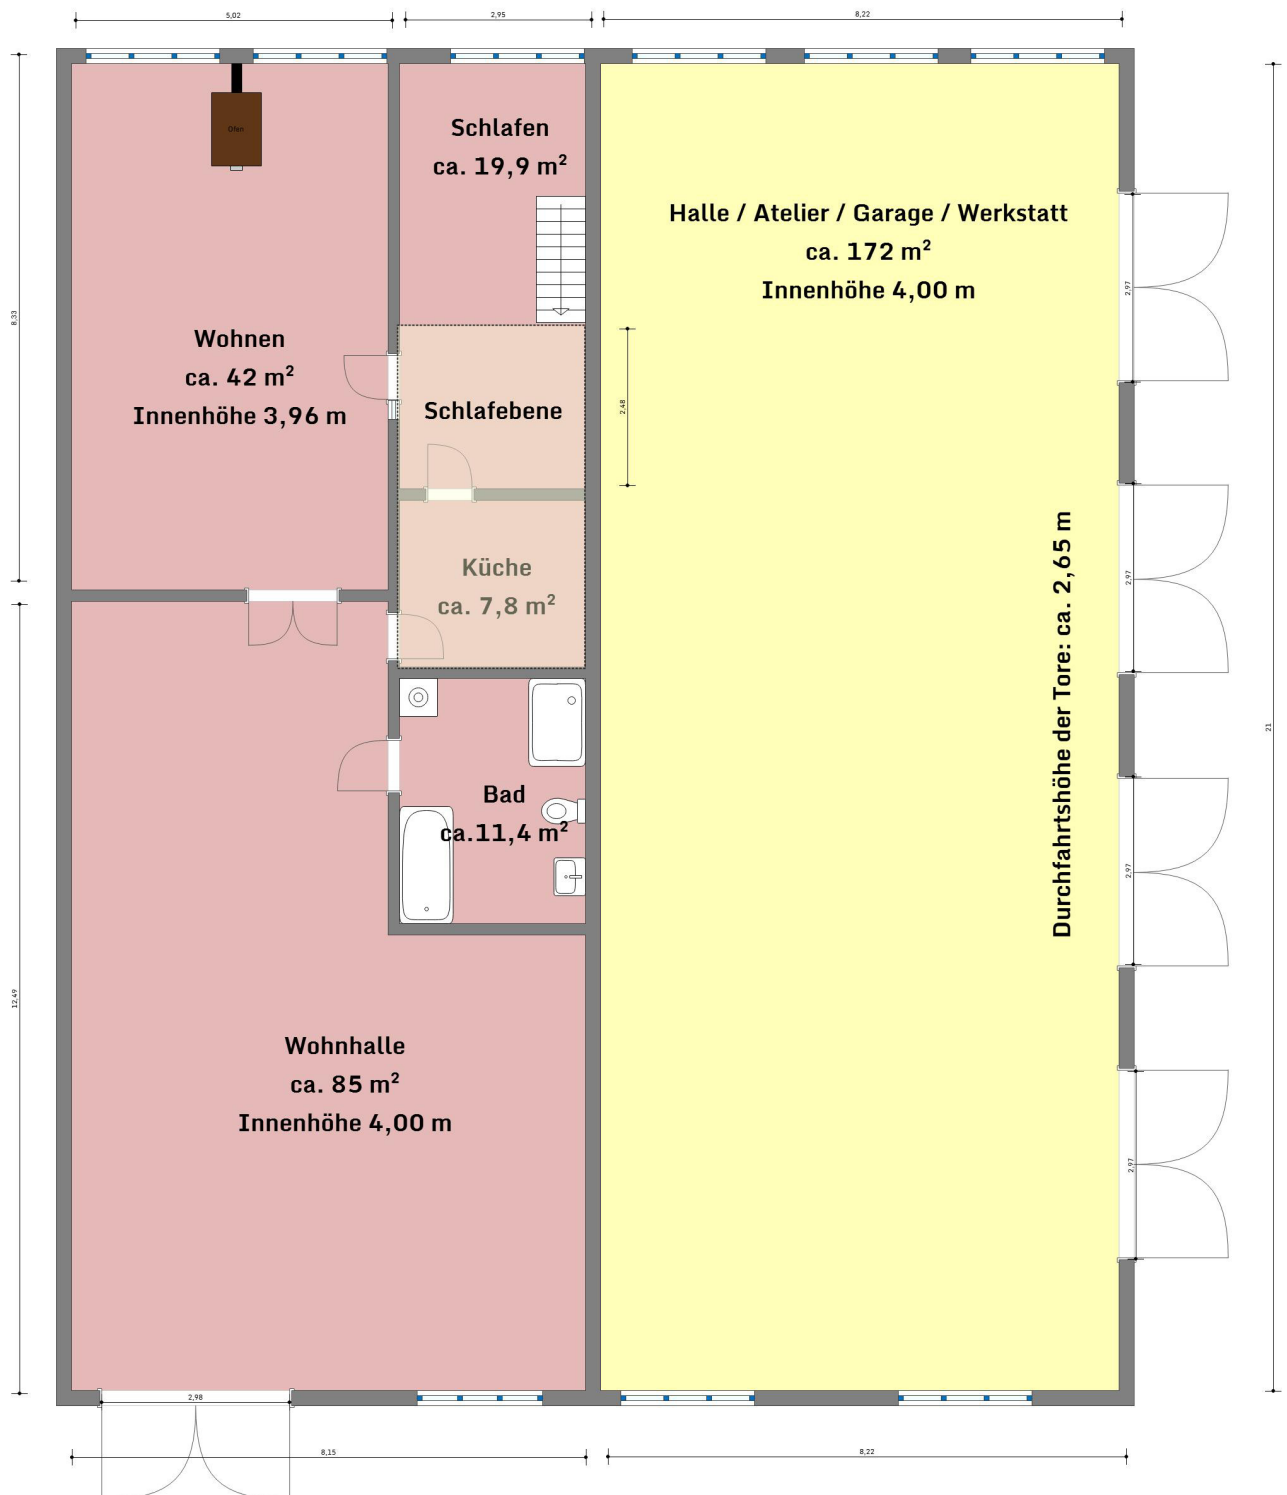 5,02
2,95
8,22
Ofen
Schlafen
ca. 19,9 m²
Halle / Atelier / Garage / Werkstatt
ca. 172 m²
Innenhöhe 4,00 m
2,97
8,33
Wohnen
ca. 42 m²
Innenhöhe 3,96 m
Schlafebene
2,48
Küche
ca. 7,8 m²
2,97
Durchfahrtshöhe der Tore: ca. 2,65 m
21
Bad
ca.11,4 m²
2,97
12,49
Wohnhalle
ca. 85 m²
Innenhöhe 4,00 m
2,97
2,98
8,15
8,22